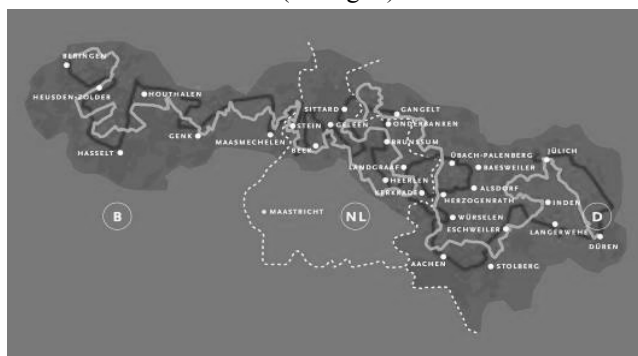 BERINGEN
HEUSDEN-ZOLDER
HOUTHALEN
HASSELT
GENK
MAASMECHELEN
SITTARD
STEIN
GELEEN
BEEK
GANGELT
ONDERBANKEN
BRUNSSUM
LANDGRAAF
HEERLEN
KERKRADE
ÜBACH-PALENBERG
BAESWEILER
JÜLICH
ALSDORF
HERZOGENRATH
INDEN
WÜRSELEN
ESCHWEILER
LANGERWEHE
DÜREN
AACHEN
STOLBERG
MAASTRICHT
B
NL
D